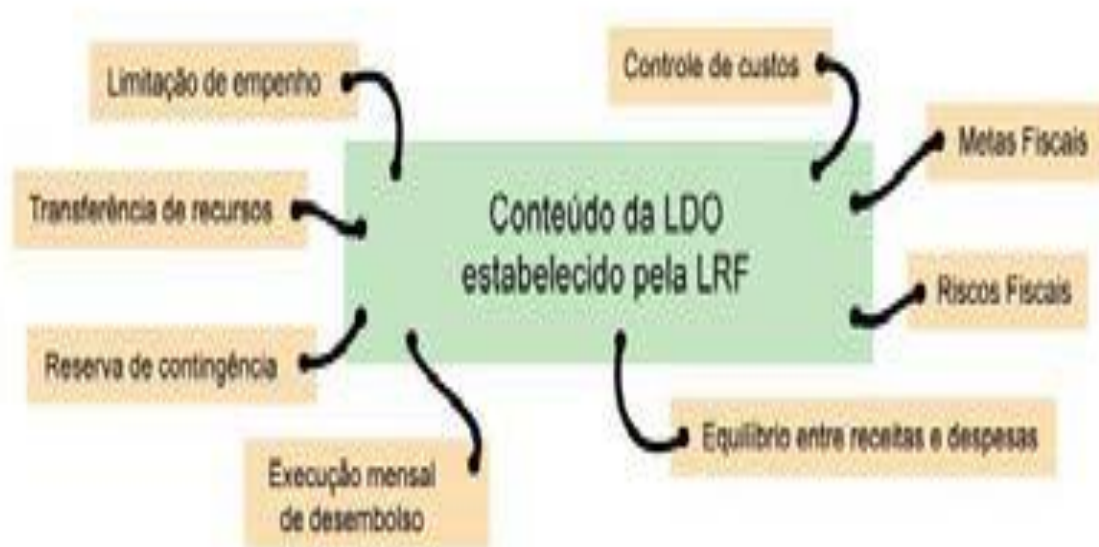 Limitação de empenho
Controle de custos
Metas Fiscais
Transferência de recursos
Conteúdo da LDO
estabelecido pela LRF
Riscos Fiscais
Reserva de contingência
Equilíbrio entre receitas e despesas
Execução mensal
de desembolso